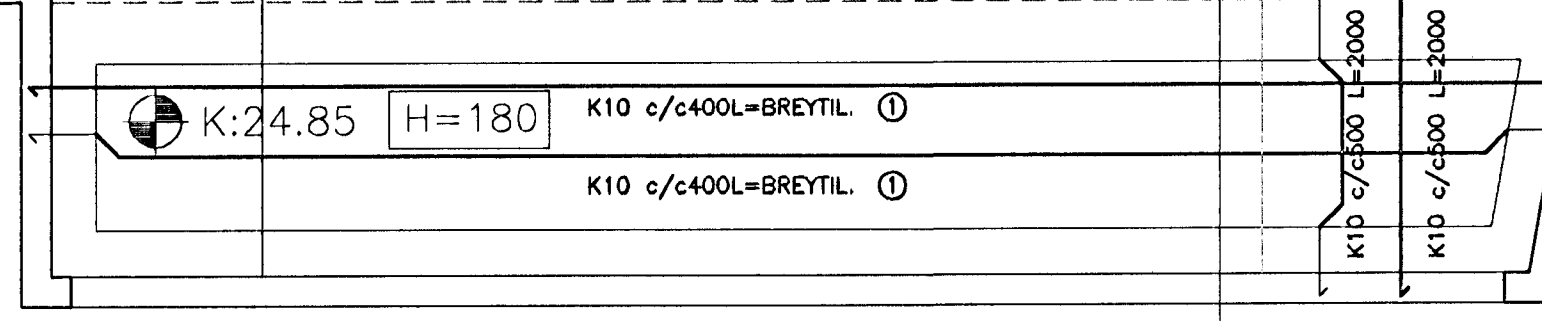 K:24.85
H=180
K10 c/c400L=BREYTIL. ①
K10 c/c400L=BREYTIL. ①
K10 c/c500 L=2000
K10 c/c500 L=2000